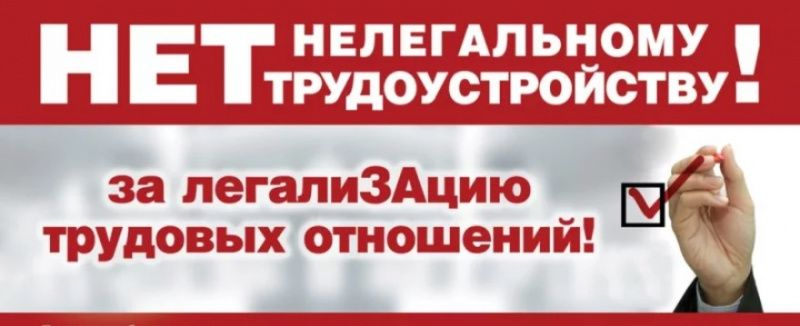 НЕТ НЕЛЕГАЛЬНОМУ
ТРУДОУСТРОЙСТВУ!
за легалиЗАцию
трудовых отношений!